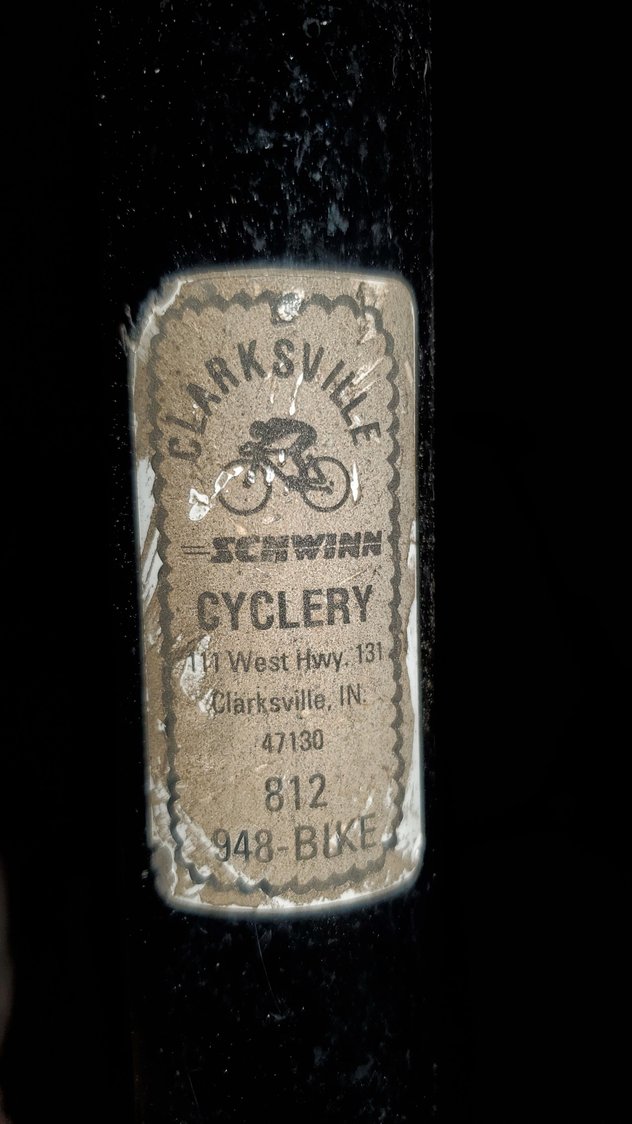 CLARKSVILLE
SCHWINN
CYCLERY
111 West Hwy. 131
Clarksville, IN.
47130
812
948-BIKE